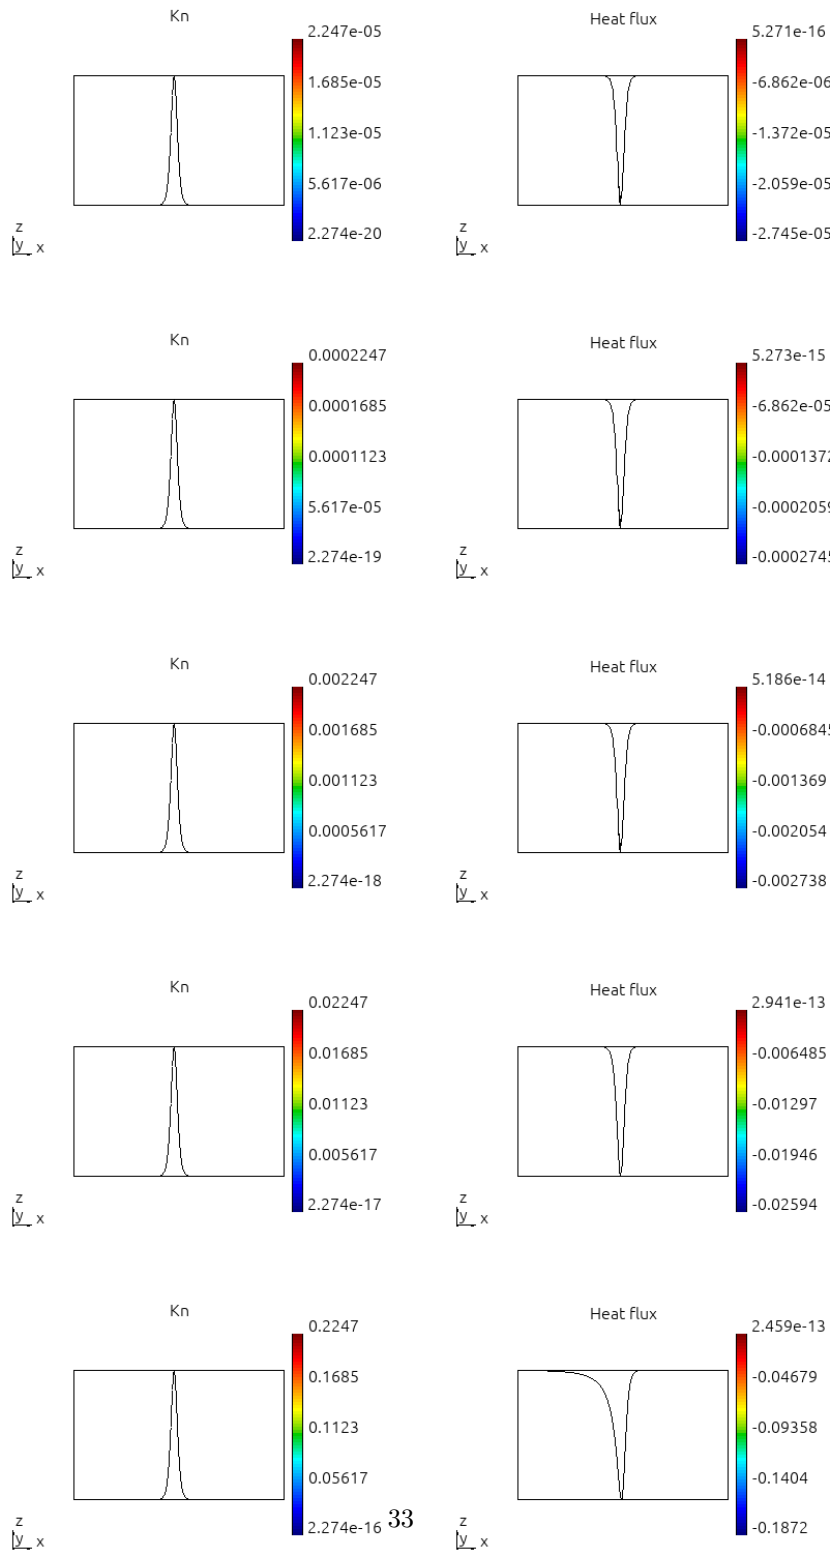 Kn
2.247e-05
1.685e-05
1.123e-05
5.617e-06
2.274e-20
z
y x
Heat flux
5.271e-16
-6.862e-06
-1.372e-05
-2.059e-05
-2.745e-05
z
y x
Kn
0.0002247
0.0001685
0.0001123
5.617e-05
2.274e-19
z
y x
Heat flux
5.273e-15
-6.862e-05
-0.0001372
-0.0002059
-0.0002745
z
y x
Kn
0.002247
0.001685
0.001123
0.0005617
2.274e-18
z
y x
Heat flux
5.186e-14
-0.0006845
-0.001369
-0.002054
-0.002738
z
y x
Kn
0.02247
0.01685
0.01123
0.005617
2.274e-17
z
y x
Heat flux
2.941e-13
-0.006485
-0.01297
-0.01946
-0.02594
z
y x
Kn
0.2247
0.1685
0.1123
0.05617
2.274e-16
z
y x
Heat flux
2.459e-13
-0.04679
-0.09358
-0.1404
-0.1872
z
y x
33